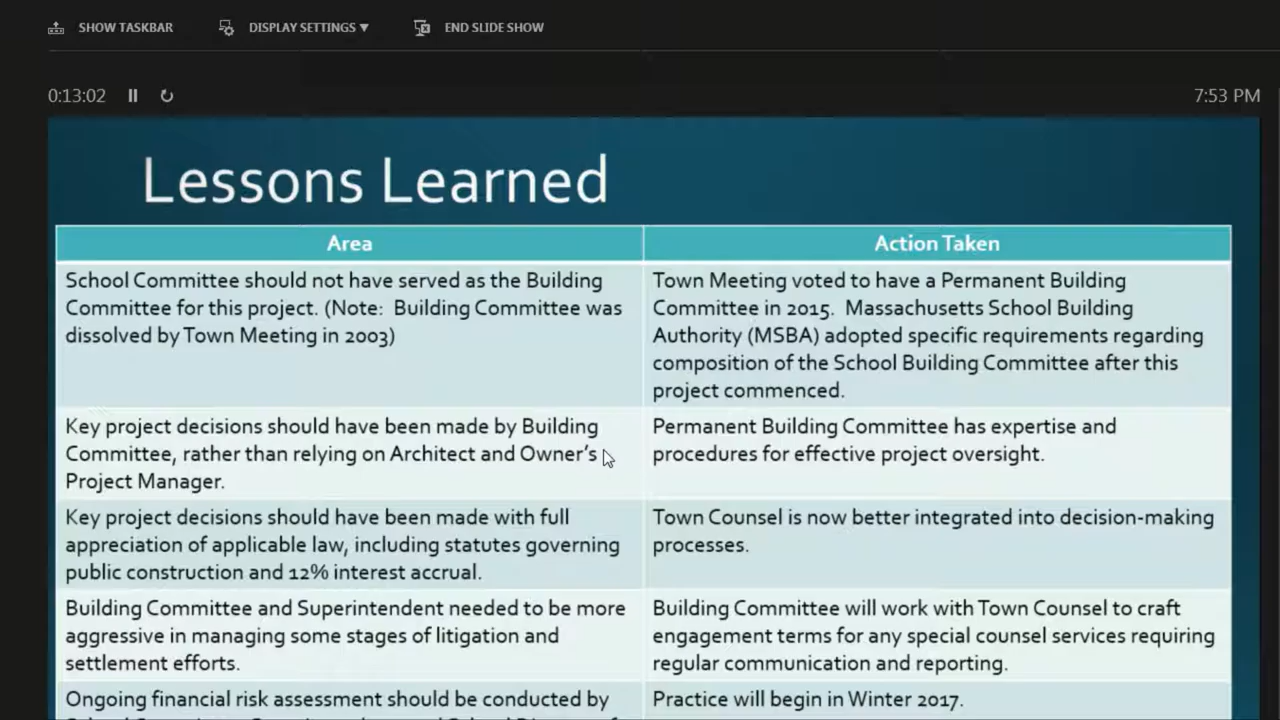 SHOW TASKBAR DISPLAY SETTINGS ▼ END SLIDE SHOW
0:13:02 7:53 PM
Lessons Learned
Area Action Taken
School Committee should not have served as the Building
Committee for this project. (Note: Building Committee was
dissolved by Town Meeting in 2003)
Town Meeting voted to have a Permanent Building
Committee in 2015. Massachusetts School Building
Authority (MSBA) adopted specific requirements regarding
composition of the School Building Committee after this
project commenced.
Key project decisions should have been made by Building
Committee, rather than relying on Architect and Owner's
Project Manager.
Permanent Building Committee has expertise and
procedures for effective project oversight.
Key project decisions should have been made with full
appreciation of applicable law, including statutes governing
public construction and 12% interest accrual.
Town Counsel is now better integrated into decision-making
processes.
Building Committee and Superintendent needed to be more
aggressive in managing some stages of litigation and
settlement efforts.
Building Committee will work with Town Counsel to craft
engagement terms for any special counsel services requiring
regular communication and reporting.
Ongoing financial risk assessment should be conducted by
Practice will begin in Winter 2017.